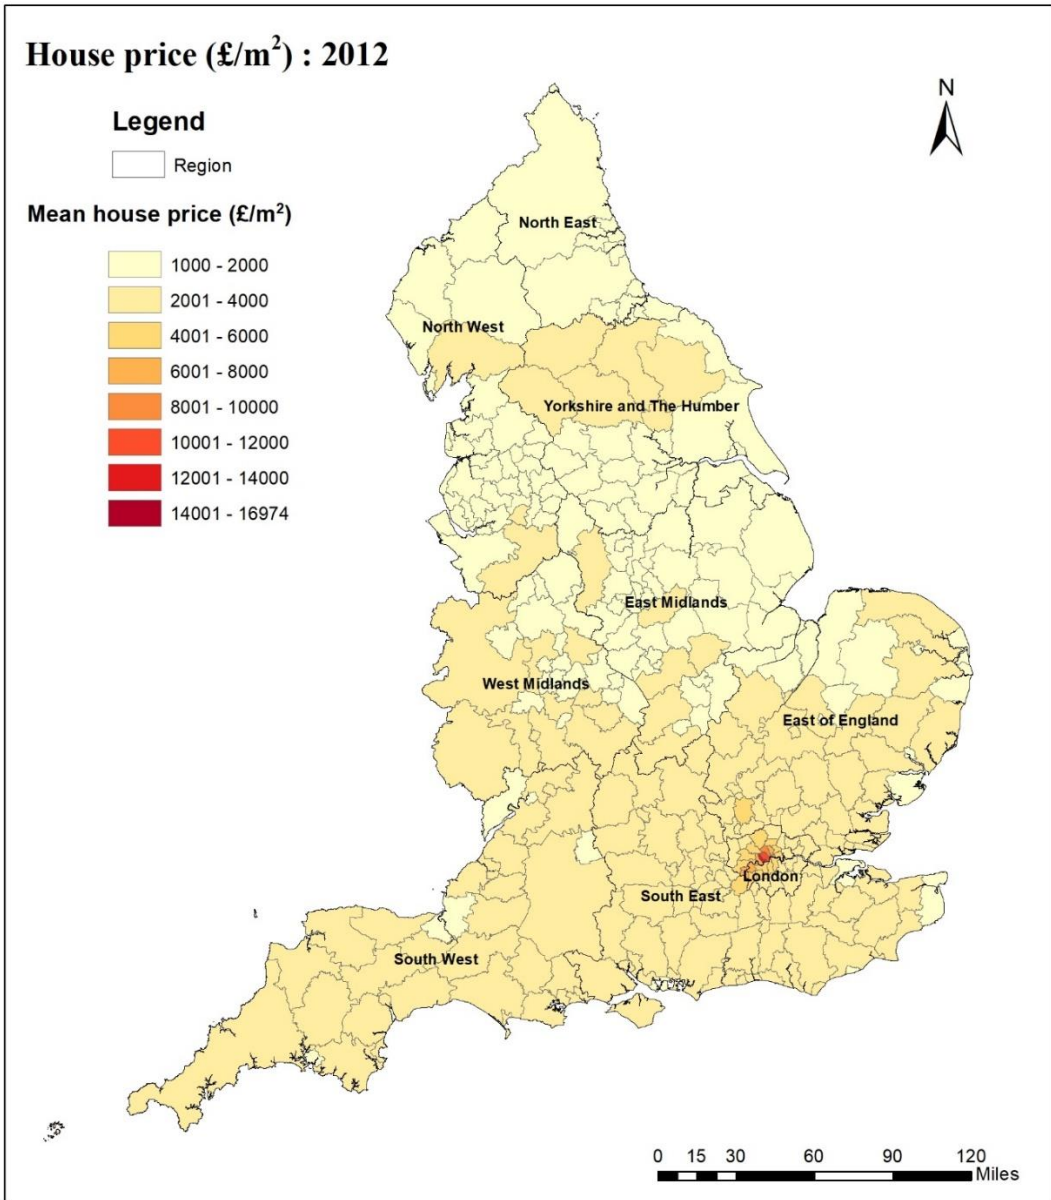 House price (£/m²) : 2012
N
Legend
Region
Mean house price (£/m²)
1000 - 2000
2001 - 4000
4001 - 6000
6001 - 8000
8001 - 10000
10001 - 12000
12001 - 14000
14001 - 16974
North East
North West
Yorkshire and The Humber
East Midlands
West Midlands
East of England
London
South East
South West
0 15 30 60 90 120
Miles